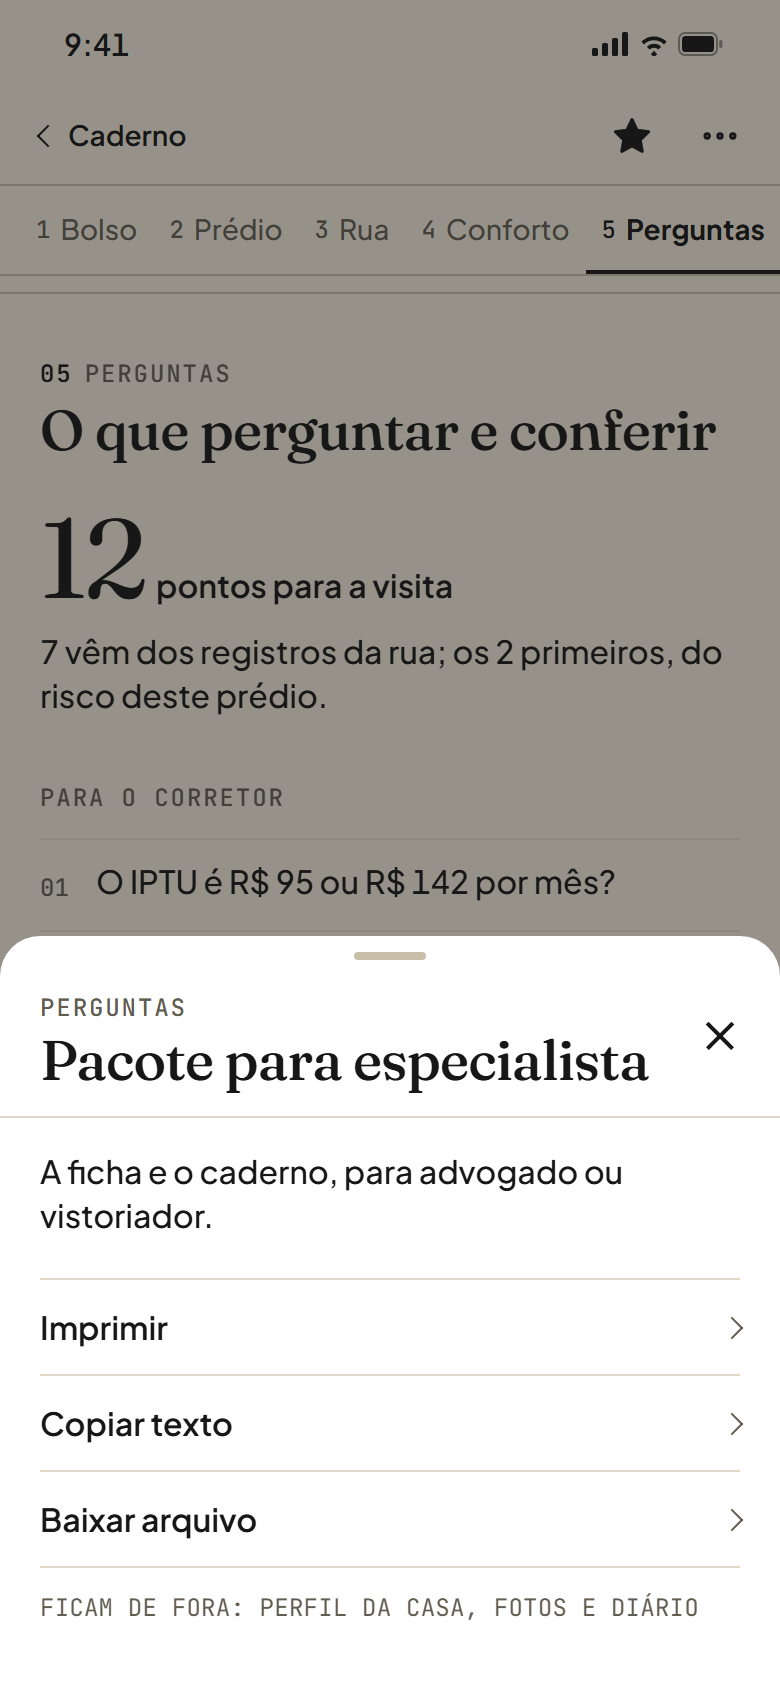 9:41
Caderno
1 Bolso 2 Prédio 3 Rua 4 Conforto 5 Perguntas
05 PERGUNTAS
O que perguntar e conferir
12 pontos para a visita
7 vêm dos registros da rua; os 2 primeiros, do
risco deste prédio.
PARA O CORRETOR
01 O IPTU é R$ 95 ou R$ 142 por mês?
PERGUNTAS
Pacote para especialista
A ficha e o caderno, para advogado ou
vistoriador.
Imprimir
Copiar texto
Baixar arquivo
FICAM DE FORA: PERFIL DA CASA, FOTOS E DIÁRIO